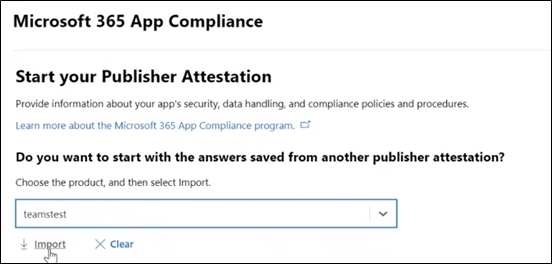 Microsoft 365 App Compliance
Start your Publisher Attestation
Provide information about your app's security, data handling, and compliance policies and procedures.
Learn more about the Microsoft 365 App Compliance program.
Do you want to start with the answers saved from another publisher attestation?
Choose the product, and then select Import.
teamstest
Import Clear